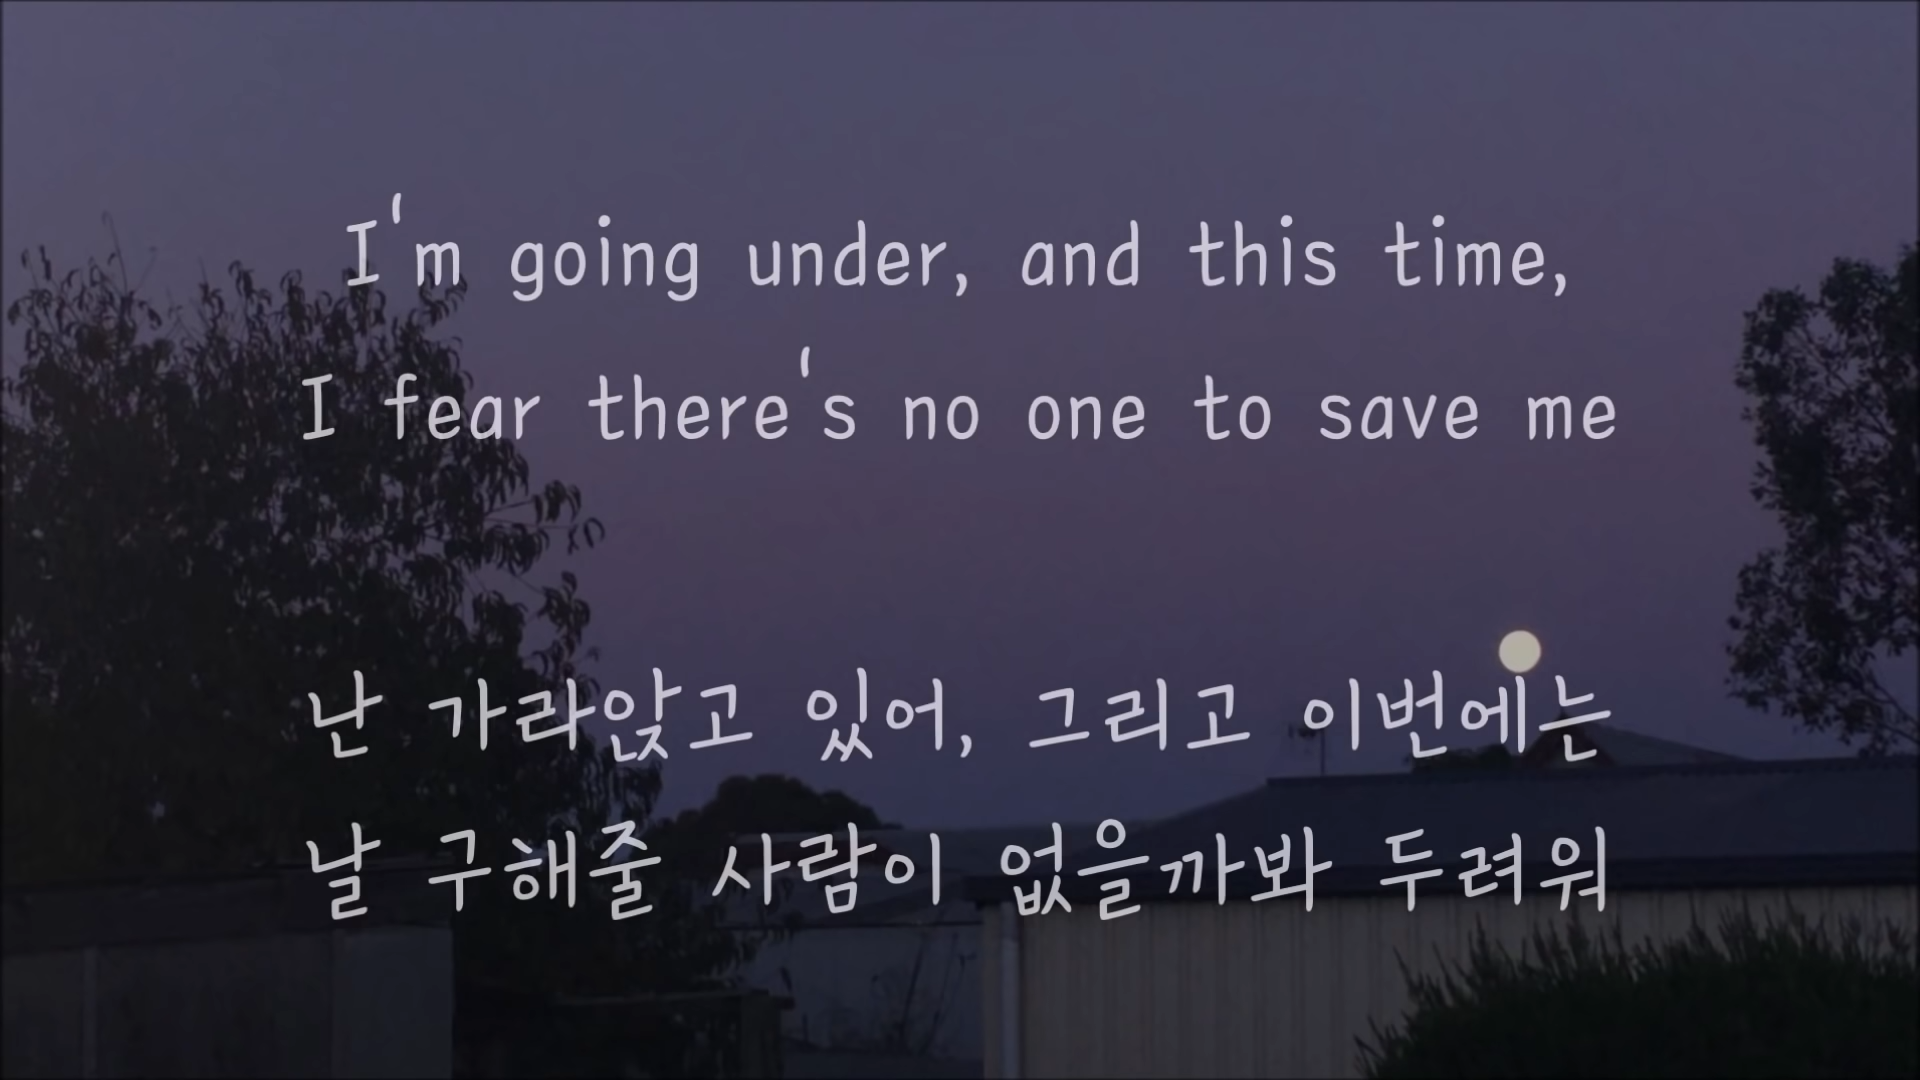 I'm going under, and this time,
I fear there's no one to save me
난 가라앉고 있어, 그리고 이번에는
날 구해줄 사람이 없을까봐 두려워